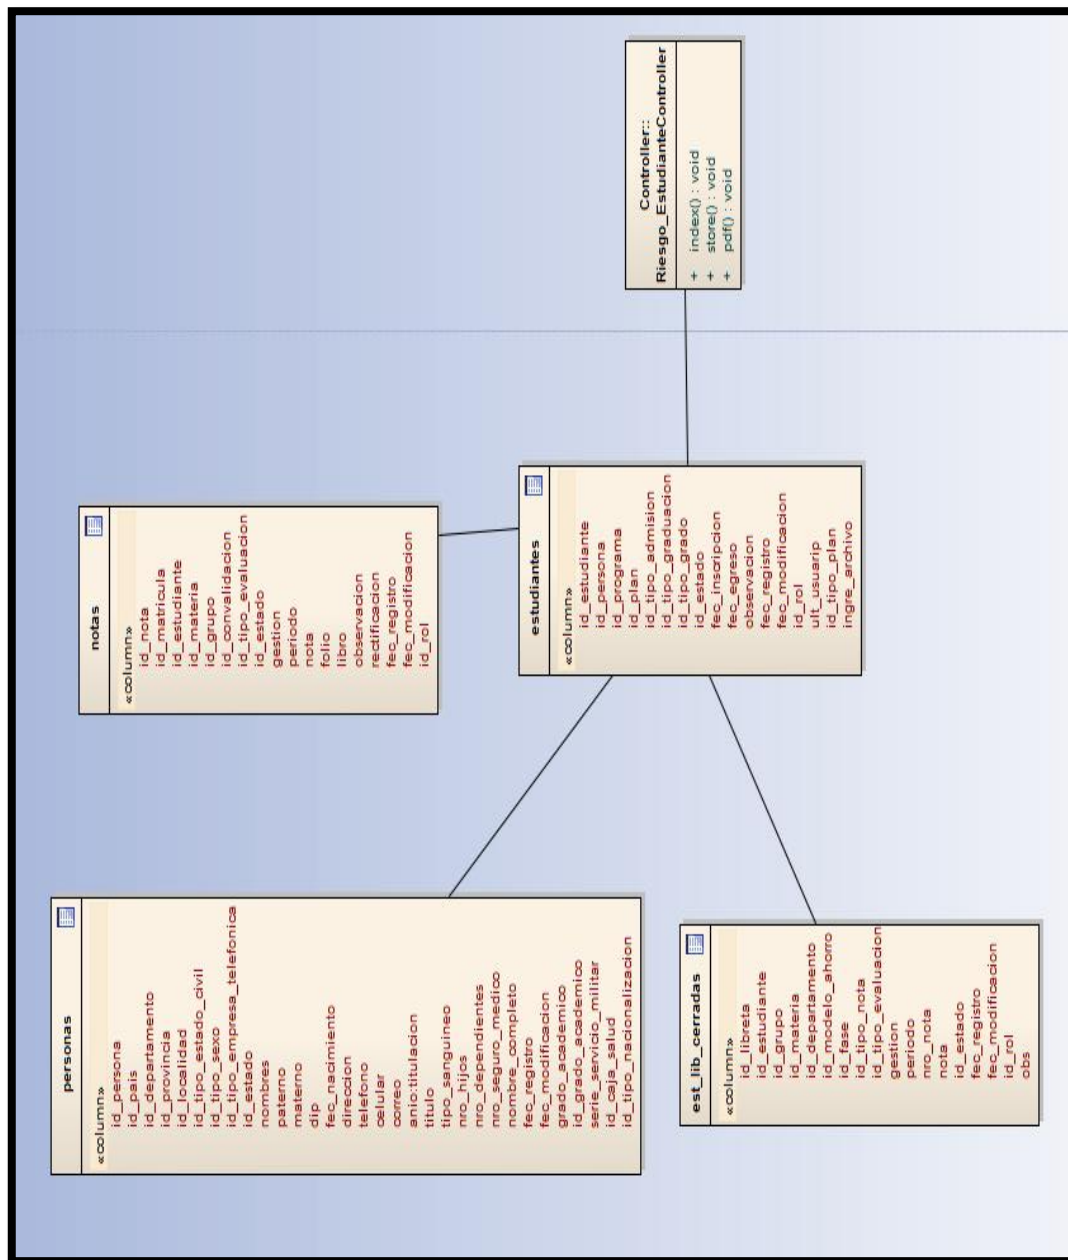 personas
«column»
id_persona
id_pais
id_departamento
id_provincia
id_localidad
id_tipo_estado_civil
id_tipo_sexo
id_tipo_empresa_telefonica
id_estado
nombres
paterno
materno
dip
fec_nacimiento
direccion
telefono
celular
correo
anio:titulacion
titulo
tipo_sanguineo
nro_hijos
nro_dependientes
nro_seguro_medico
nombre_completo
fec_registro
fec_modificacion
grado_academico
id_grado_academico
serie_servicio_militar
id_caja_salud
id_tipo_nacionalizacion
est_lib_cerradas
«column»
id_libreta
id_estudiante
id_grupo
id_materia
id_departamento
id_modelo_ahorro
id_fase
id_tipo_nota
id_tipo_evaluacion
gestiion
periodo
nro_nota
nota
id_estado
fec_registro
fec_modificacion
id_rol
obs
notas
«column»
id_nota
id_matricula
id_estudiante
id_materia
id_grupo
id_convalidacion
id_tipo_evaluacion
id_estado
gestion
periodo
nota
folio
libro
observacion
rectificacion
fec_registro
fec_modificacion
id_rol
estudiantes
«column»
id_estudiante
id_persona
id_programa
id_plan
id_tipo_admision
id_tipo_graduacion
id_tipo_grado
id_estado
fec_inscripcion
fec_egreso
observacion
fec_registro
fec_modificacion
id_rol
ult_usuarip
id_tipo_plan
ingre_archivo
Controller::
Riesgo_EstudianteController
+ index() : void
+ store() : void
+ pdf() : void